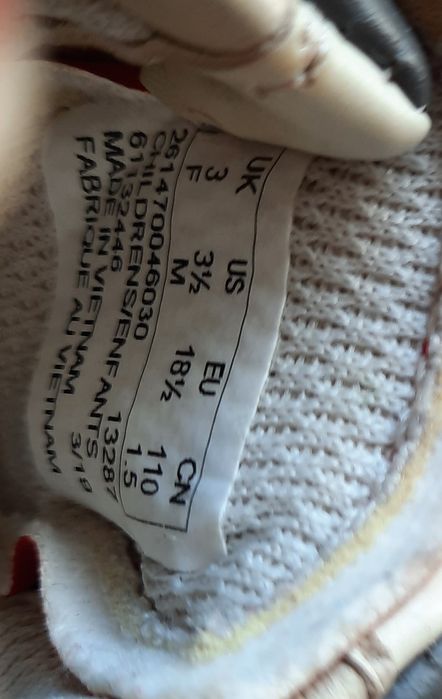 UK US EU CN
3 3½ 18½ 110
F M 1.5
261470046030
CHILDRENS/ENFANTS 13287
61132446 3/19
MADE IN VIETNAM
FABRIQUE AU VIETNAM